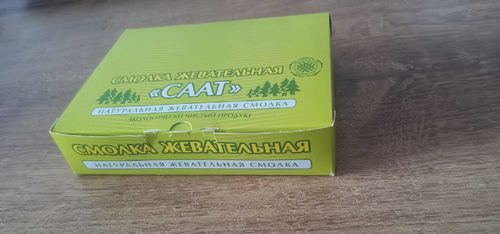 СМОЛКА ЖЕВАТЕЛЬНАЯ
«СААТ»
НАТУРАЛЬНАЯ ЖЕВАТЕЛЬНАЯ СМОЛКА
ЭКОЛОГИЧЕСКИ ЧИСТЫЙ ПРОДУКТ
СМОЛКА ЖЕВАТЕЛЬНАЯ
НАТУРАЛЬНАЯ ЖЕВАТЕЛЬНАЯ СМОЛКА